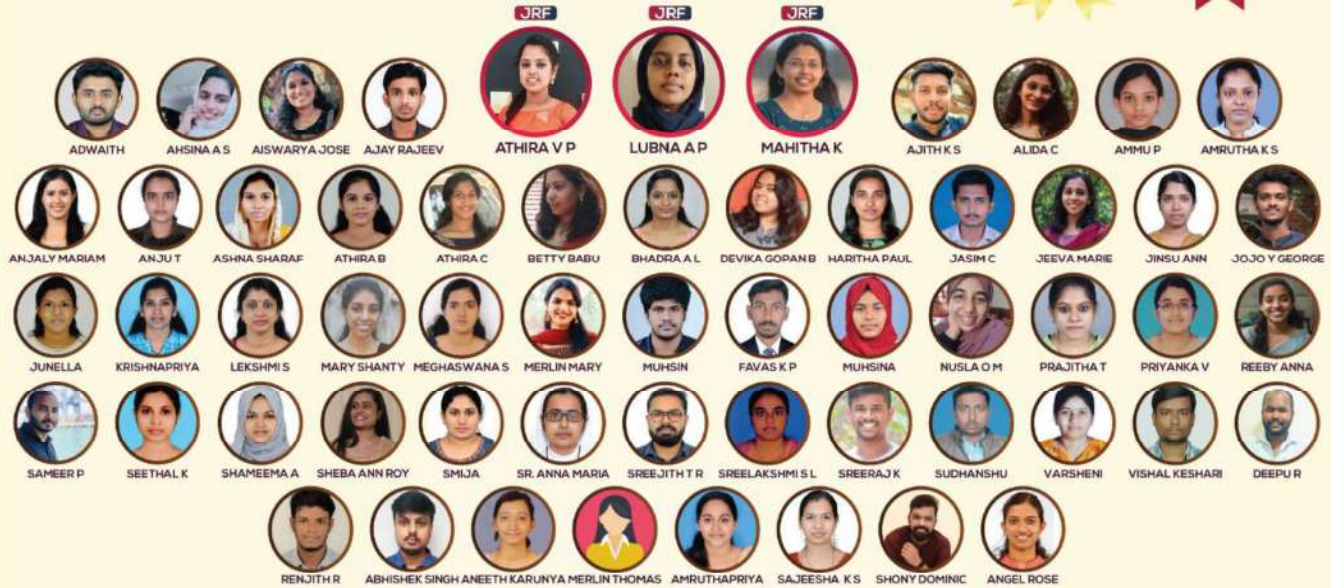 JRF JRF JRF
ADWAITH AHSINA A S AISWARYA JOSE AJAY RAJEEV ATHIRA V P LUBNA A P MAHITHA K AJITH K S ALIDA C AMMU P AMRUTHA K S
ANJALY MARIAM ANJU T ASHNA SHARAF ATHIRA B ATHIRA C BETTY BABU BHADRA A L DEVIKA GOPAN B HARITHA PAUL JASIM C JEEVA MARIE JINSU ANN JOJO Y GEORGE
JUNELLA KRISHNAPRIYA LEKSHMI S MARY SHANTY MEGHASWANA S MERLIN MARY MUHSIN FAVAS K P MUHSINA NUSLA O M PRAJITHA T PRIYANKA V REEBY ANNA
SAMEER P SEETHAL K SHAMEEMA A SHEBA ANN ROY SMIJA SR. ANNA MARIA SREEJITH T R SREELAKSHMI S L SREERAJ K SUDHANSHU VARSHENI VISHAL KESHARI DEEPU R
RENJITH R ABHISHEK SINGH ANEETH KARUNYA MERLIN THOMAS AMRUTHAPRIYA SAJEESHA K S SHONY DOMINIC ANGEL ROSE